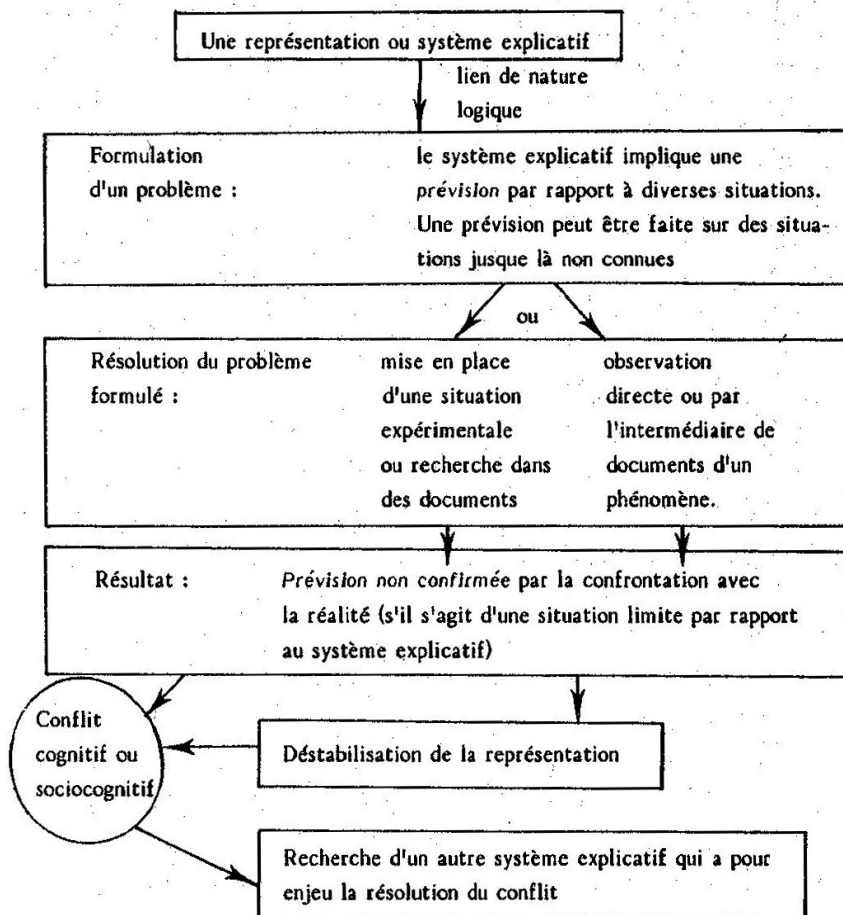 Une représentation ou système explicatif
lien de nature
logique
Formulation
d'un problème :
le système explicatif implique une
prévision par rapport à diverses situations.
Une prévision peut être faite sur des situa-
tions jusque là non connues
ou
Résolution du problème
formulé :
mise en place
d'une situation
expérimentale
ou recherche dans
des documents
observation
directe ou par
l'intermédiaire de
documents d'un
phénomène.
Résultat :
Prévision non confirmée par la confrontation avec
la réalité (s'il s'agit d'une situation limite par rapport
au système explicatif)
Conflit
cognitif ou
sociocognitif
Déstabilisation de la représentation
Recherche d'un autre système explicatif qui a pour
enjeu la résolution du conflit